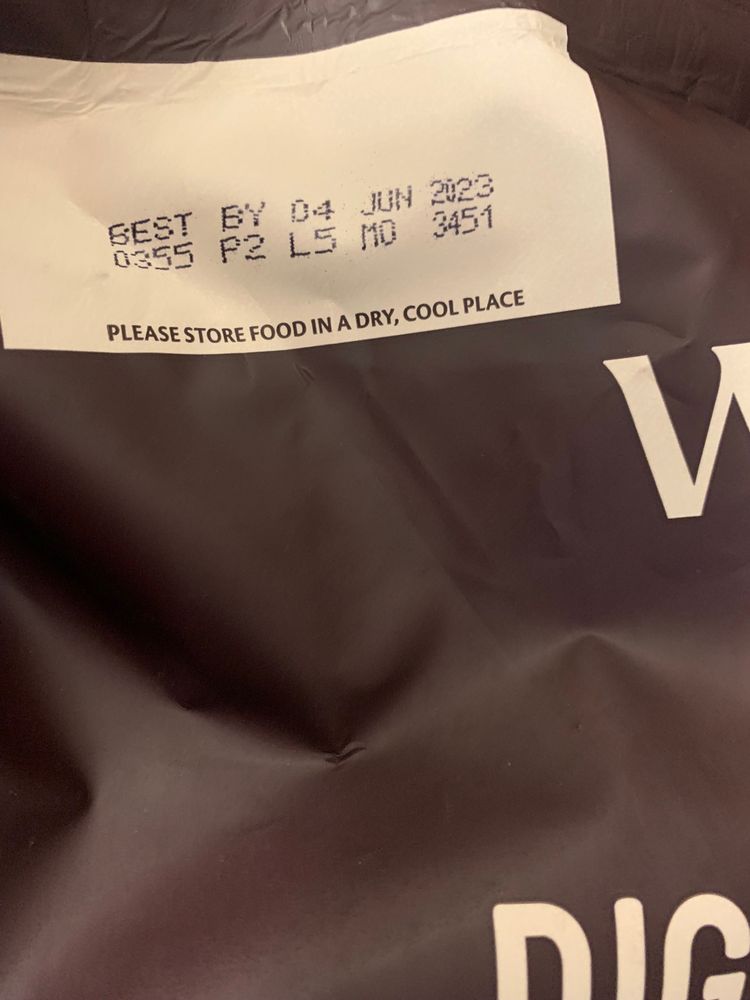 BEST BY 04 JUN 2023
0355 P2 L5 MO 3451
PLEASE STORE FOOD IN A DRY, COOL PLACE
W
DIG